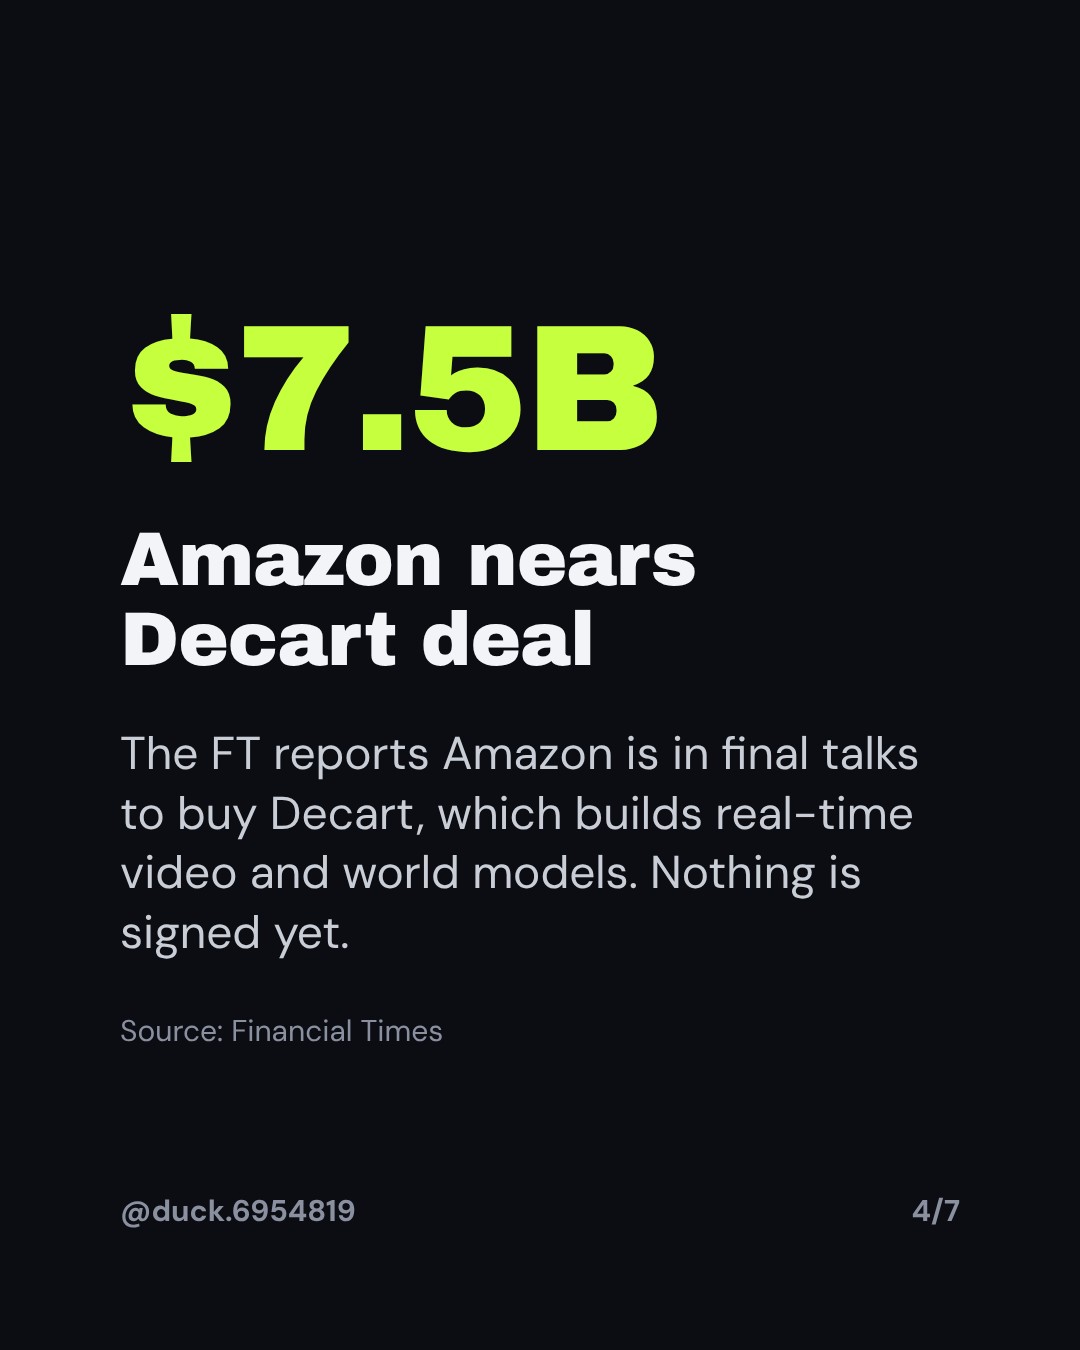 $7.5B
Amazon nears
Decart deal
The FT reports Amazon is in final talks
to buy Decart, which builds real-time
video and world models. Nothing is
signed yet.
Source: Financial Times
@duck.6954819
4/7